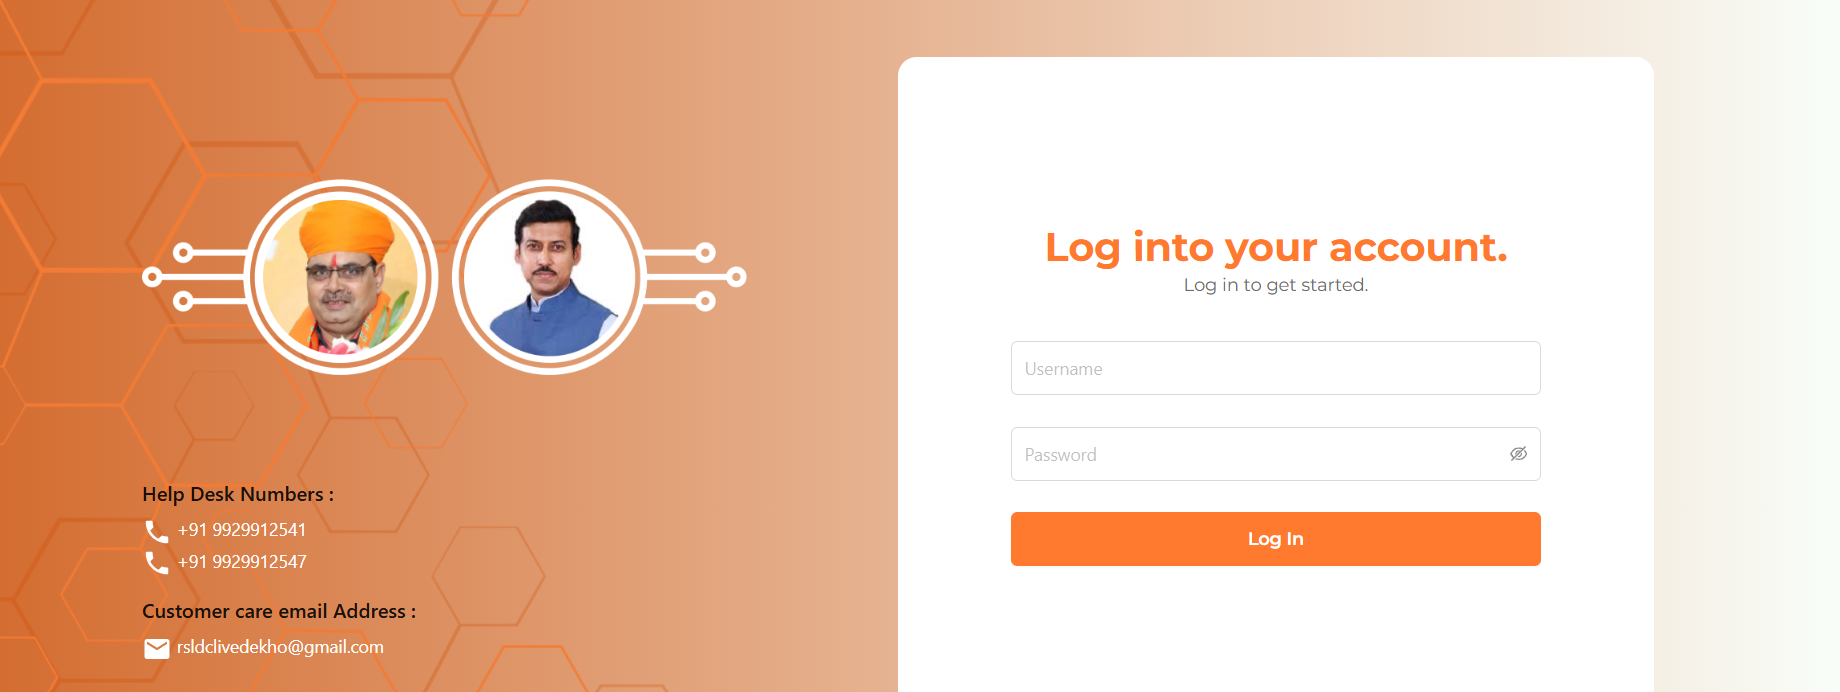 Help Desk Numbers :
+91 9929912541
+91 9929912547
Customer care email Address :
rsldclivedekho@gmail.com
Log into your account.
Log in to get started.
Username
Password
Log In